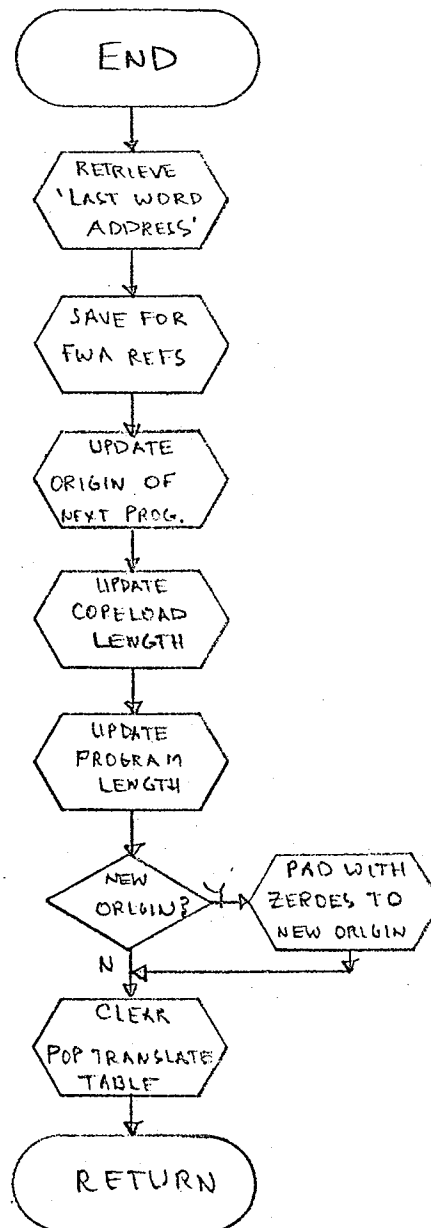 END
RETRIEVE
'LAST WORD
ADDRESS'
SAVE FOR
FWA REFS
UPDATE
ORIGIN OF
NEXT PROG.
UPDATE
CORELOAD
LENGTH
UPDATE
PROGRAM
LENGTH
NEW
ORIGIN?
Y
PAD WITH
ZEROES TO
NEW ORIGIN
N
CLEAR
POP TRANSLATE
TABLE
RETURN